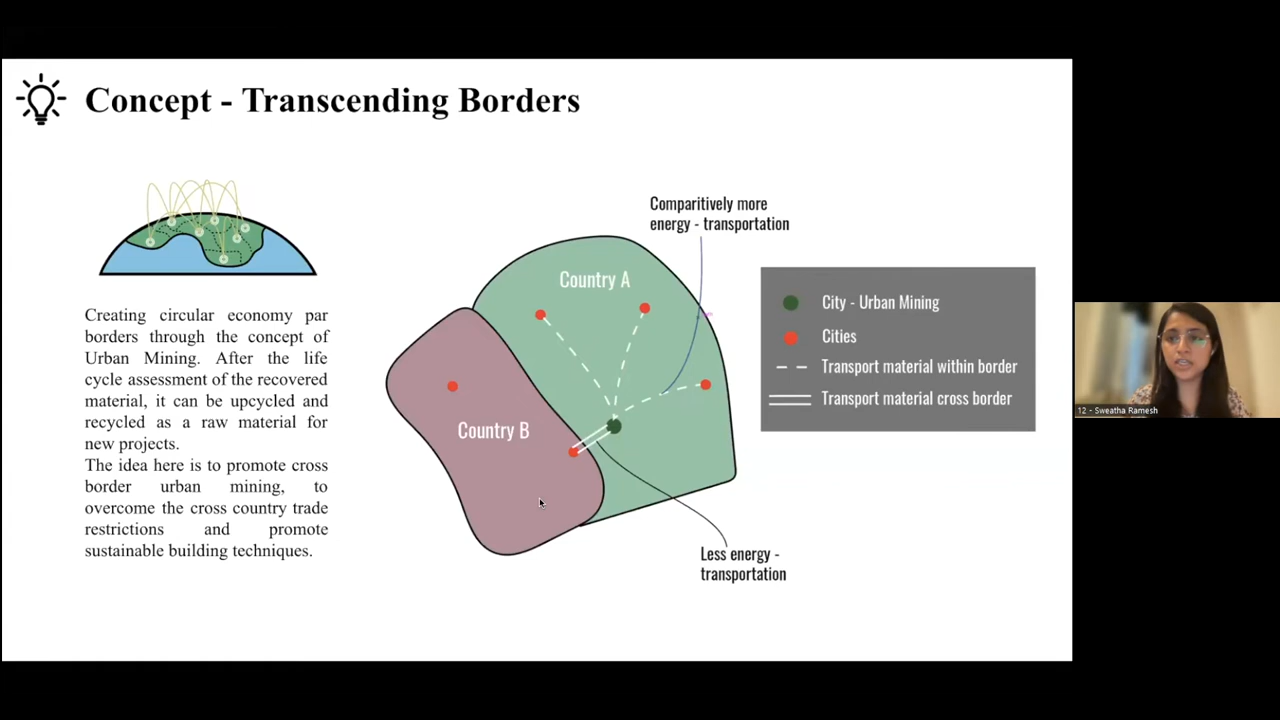 Concept - Transcending Borders
Creating circular economy par
borders through the concept of
Urban Mining. After the life
cycle assessment of the recovered
material, it can be upcycled and
recycled as a raw material for
new projects.
The idea here is to promote cross
border urban mining, to
overcome the cross country trade
restrictions and promote
sustainable building techniques.
Comparitively more
energy - transportation
Country A
Country B
Less energy -
transportation
City - Urban Mining
Cities
Transport material within border
Transport material cross border
12 - Sweatha Ramesh